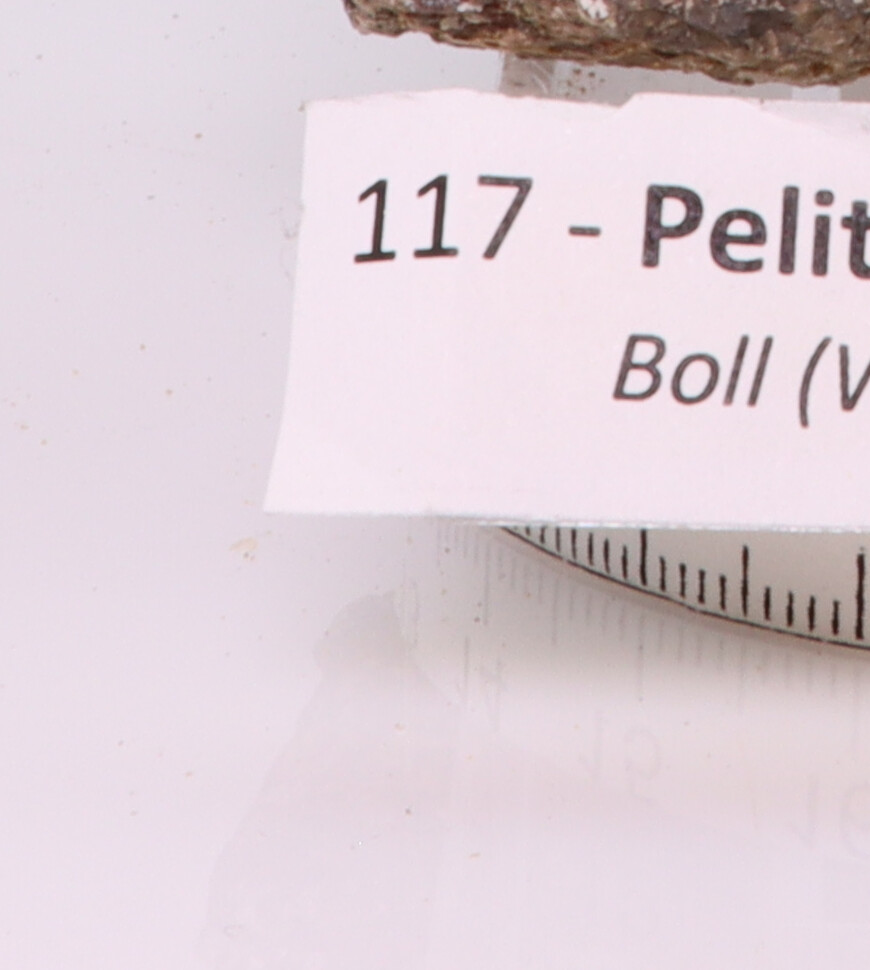 117 - Pelit
Boll (V